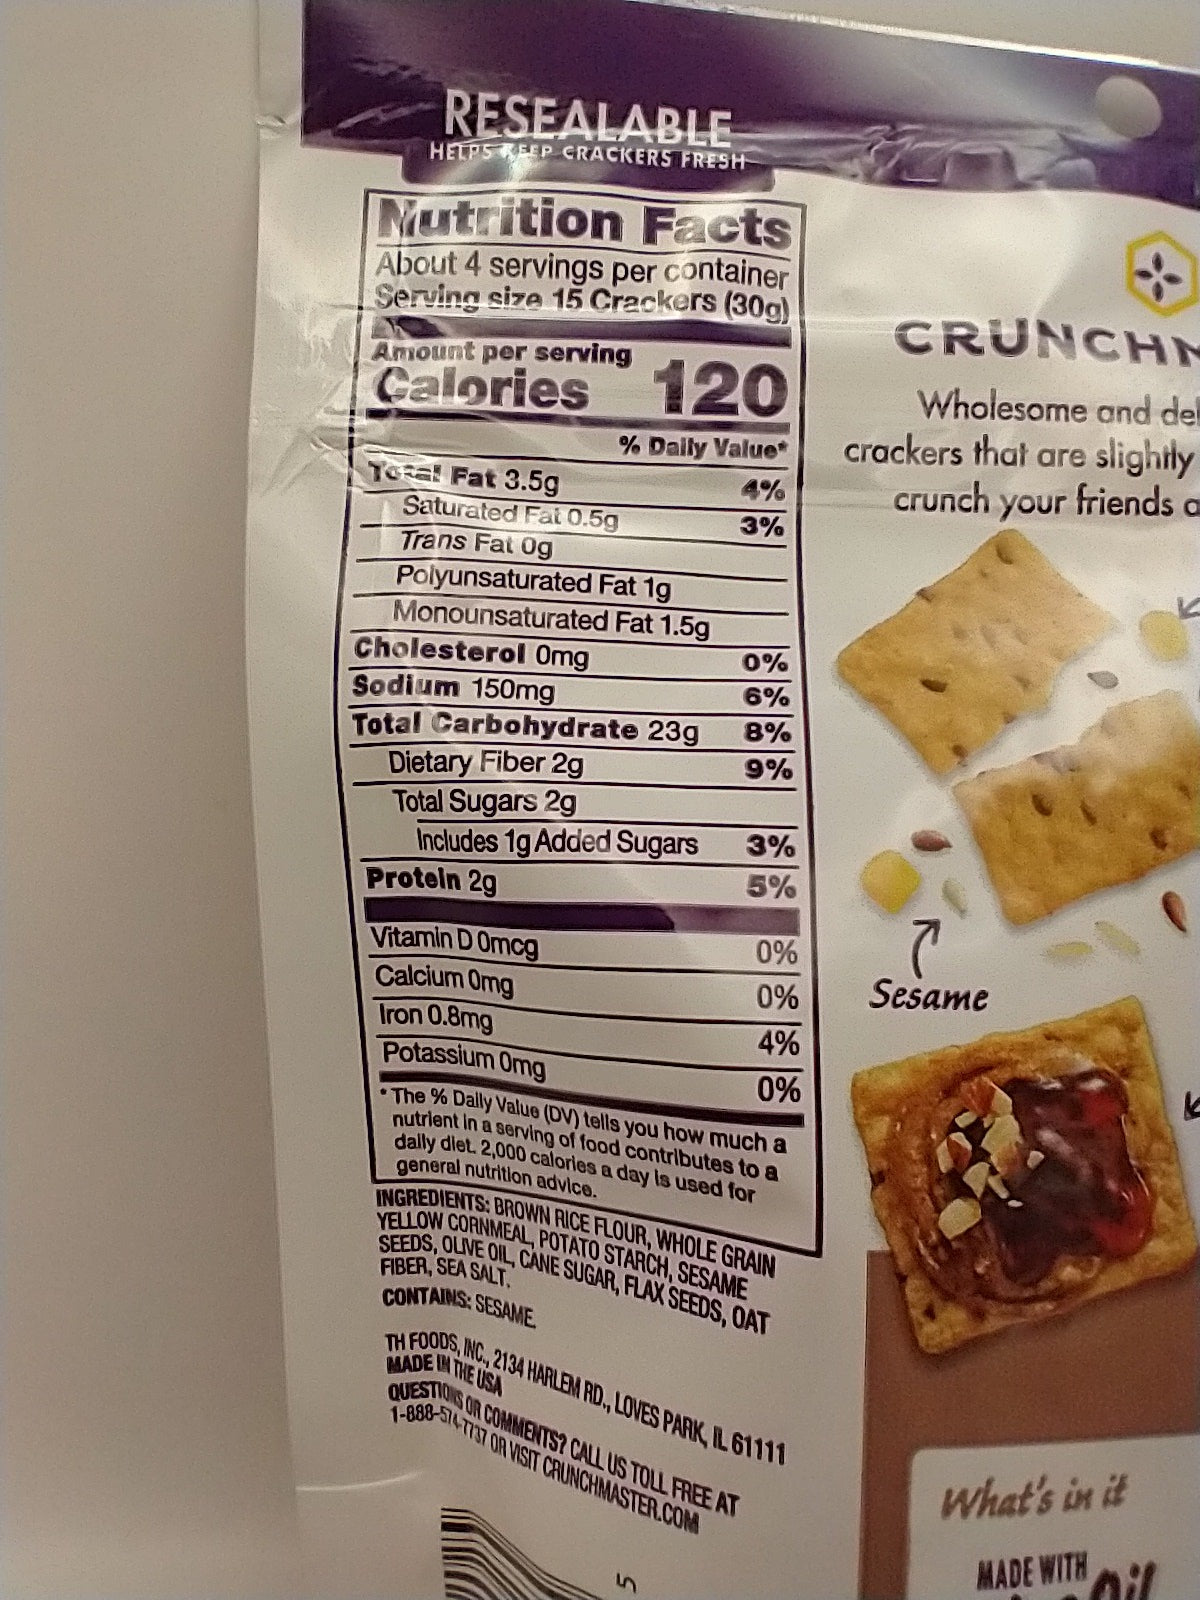 RESEALABLE
HELPS KEEP CRACKERS FRESH
Nutrition Facts
About 4 servings per container
Serving size 15 Crackers (30g)
Amount per serving
Calories 120
% Daily Value*
Total Fat 3.5g 4%
Saturated Fat 0.5g 3%
Trans Fat 0g
Polyunsaturated Fat 1g
Monounsaturated Fat 1.5g
Cholesterol 0mg 0%
Sodium 150mg 6%
Total Carbohydrate 23g 8%
Dietary Fiber 2g 9%
Total Sugars 2g
Includes 1g Added Sugars 3%
Protein 2g 5%
Vitamin D 0mcg 0%
Calcium 0mg 0%
Iron 0.8mg 4%
Potassium 0mg 0%
* The % Daily Value (DV) tells you how much a
nutrient in a serving of food contributes to a
daily diet. 2,000 calories a day is used for
general nutrition advice.
INGREDIENTS: BROWN RICE FLOUR, WHOLE GRAIN
YELLOW CORNMEAL, POTATO STARCH, SESAME
SEEDS, OLIVE OIL, CANE SUGAR, FLAX SEEDS, OAT
FIBER, SEA SALT.
CONTAINS: SESAME.
TH FOODS, INC., 2134 HARLEM RD., LOVES PARK, IL 61111
MADE IN THE USA
QUESTIONS OR COMMENTS? CALL US TOLL FREE AT
1-888-574-7737 OR VISIT CRUNCHMASTER.COM
5
CRUNCHM
Wholesome and del
crackers that are slightly
crunch your friends a
Sesame
What's in it
MADE WITH
Oil